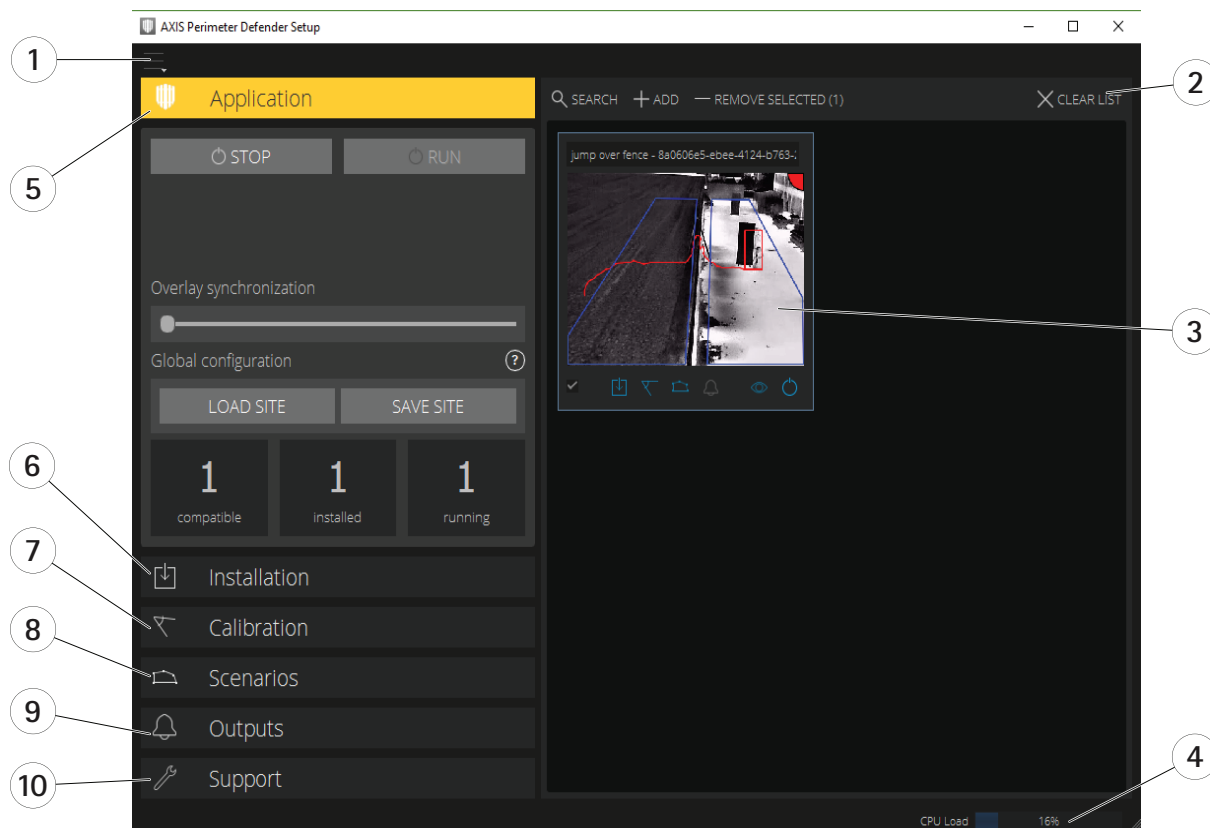 AXIS Perimeter Defender Setup
1
2
Application
SEARCH ADD REMOVE SELECTED (1) CLEAR LIST
5
STOP RUN
jump over fence - 8a0606e5-ebee-4124-b763-
Overlay synchronization
3
Global configuration ?
LOAD SITE SAVE SITE
1 1 1
compatible installed running
6
Installation
7
Calibration
8
Scenarios
9
Outputs
4
10
Support
CPU Load 16%